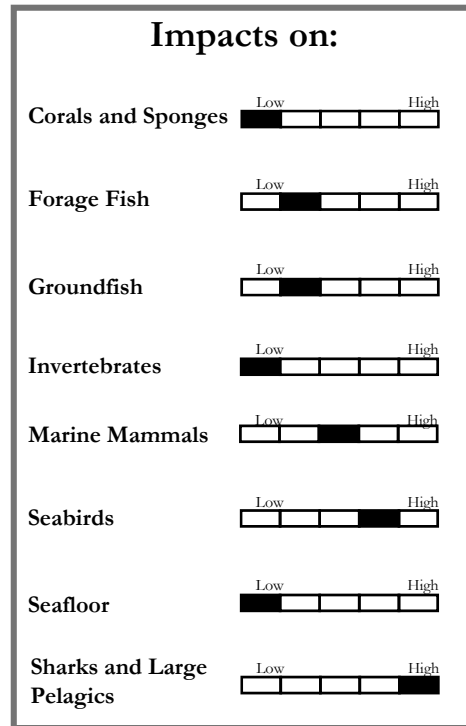 Impacts on:
Low High
Corals and Sponges
Low High
Forage Fish
Low High
Groundfish
Low High
Invertebrates
Low High
Marine Mammals
Low High
Seabirds
Low High
Seafloor
Low High
Sharks and Large
Pelagics